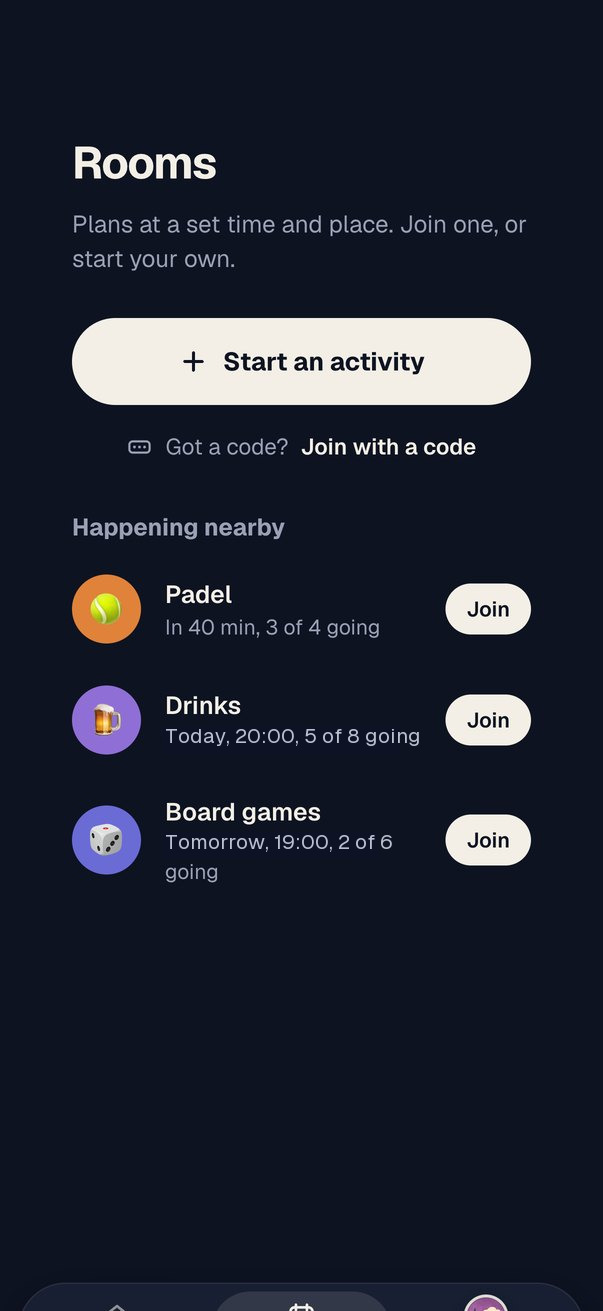 Rooms
Plans at a set time and place. Join one, or
start your own.
Start an activity
Got a code? Join with a code
Happening nearby
Padel
In 40 min, 3 of 4 going
Join
Drinks
Today, 20:00, 5 of 8 going
Join
Board games
Tomorrow, 19:00, 2 of 6
going
Join